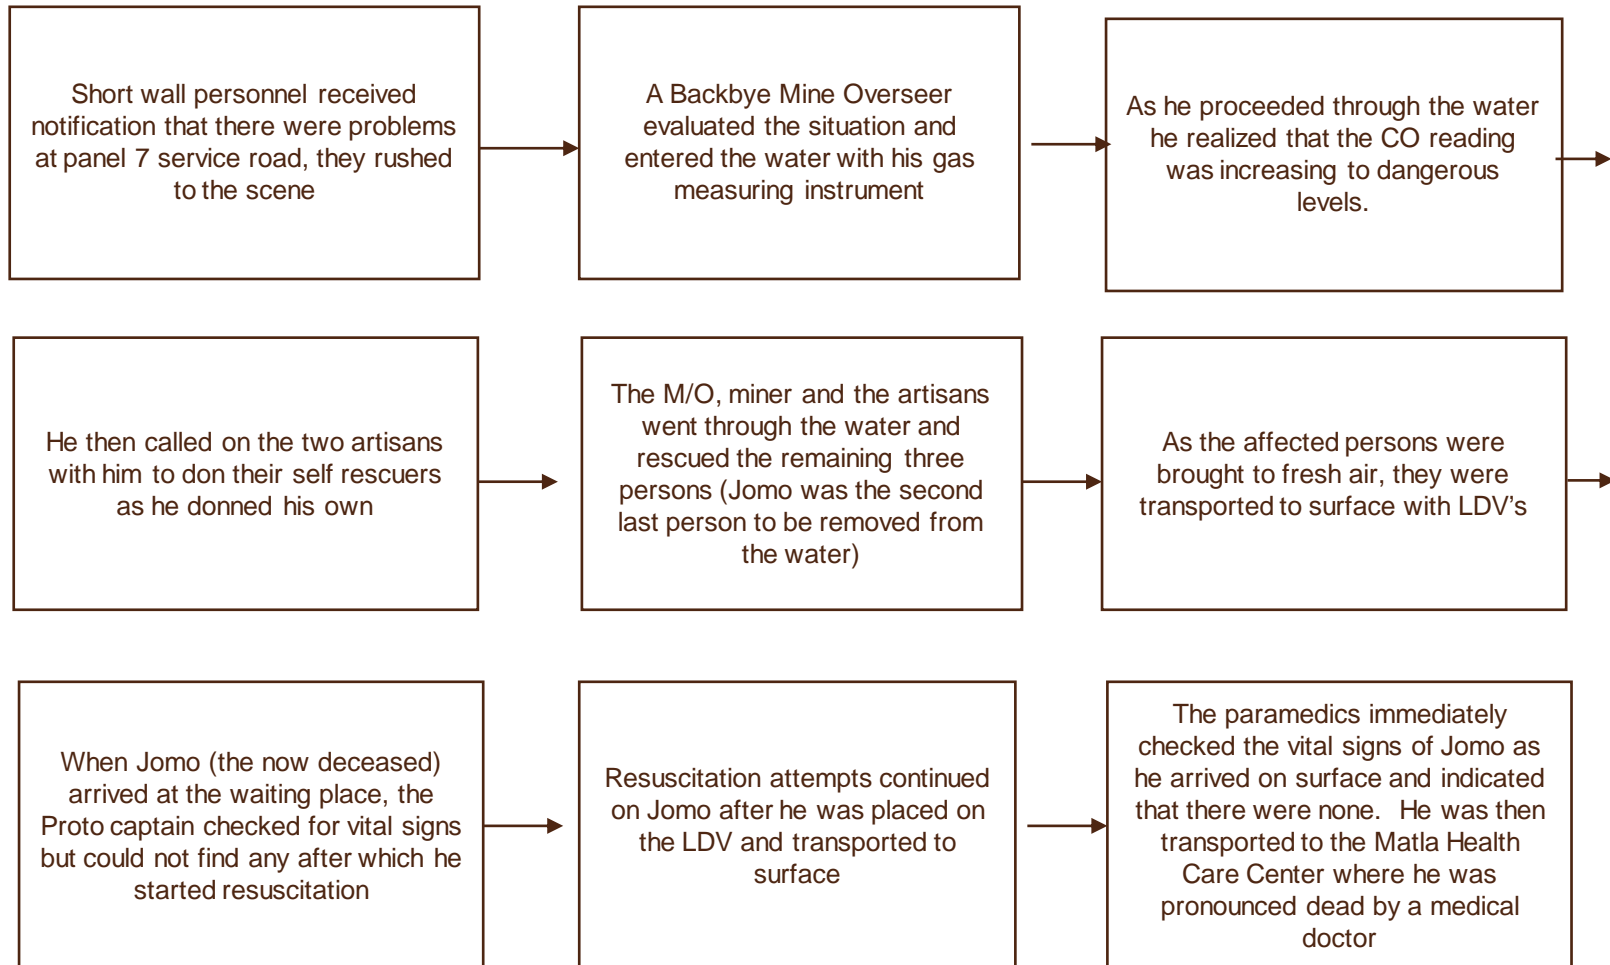 Short wall personnel received
notification that there were problems
at panel 7 service road, they rushed
to the scene
A Backbye Mine Overseer
evaluated the situation and
entered the water with his gas
measuring instrument
As he proceeded through the water
he realized that the CO reading
was increasing to dangerous
levels.
He then called on the two artisans
with him to don their self rescuers
as he donned his own
The M/O, miner and the artisans
went through the water and
rescued the remaining three
persons (Jomo was the second
last person to be removed from
the water)
As the affected persons were
brought to fresh air, they were
transported to surface with LDV's
When Jomo (the now deceased)
arrived at the waiting place, the
Proto captain checked for vital signs
but could not find any after which he
started resuscitation
Resuscitation attempts continued
on Jomo after he was placed on
the LDV and transported to
surface
The paramedics immediately
checked the vital signs of Jomo as
he arrived on surface and indicated
that there were none. He was then
transported to the Matla Health
Care Center where he was
pronounced dead by a medical
doctor